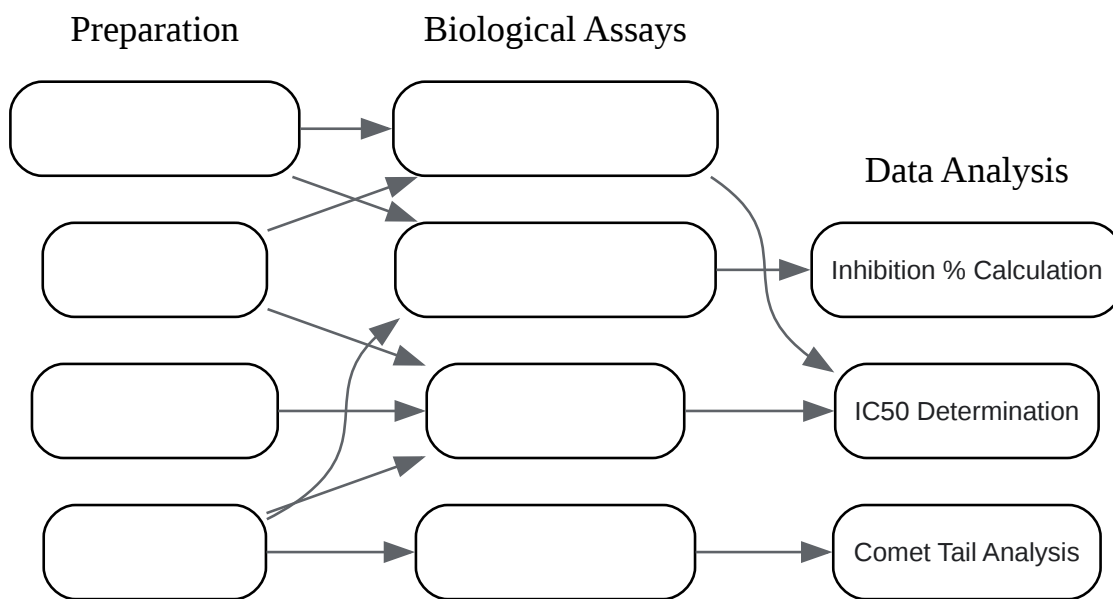 Preparation
Biological Assays
Data Analysis
Inhibition % Calculation
IC50 Determination
Comet Tail Analysis